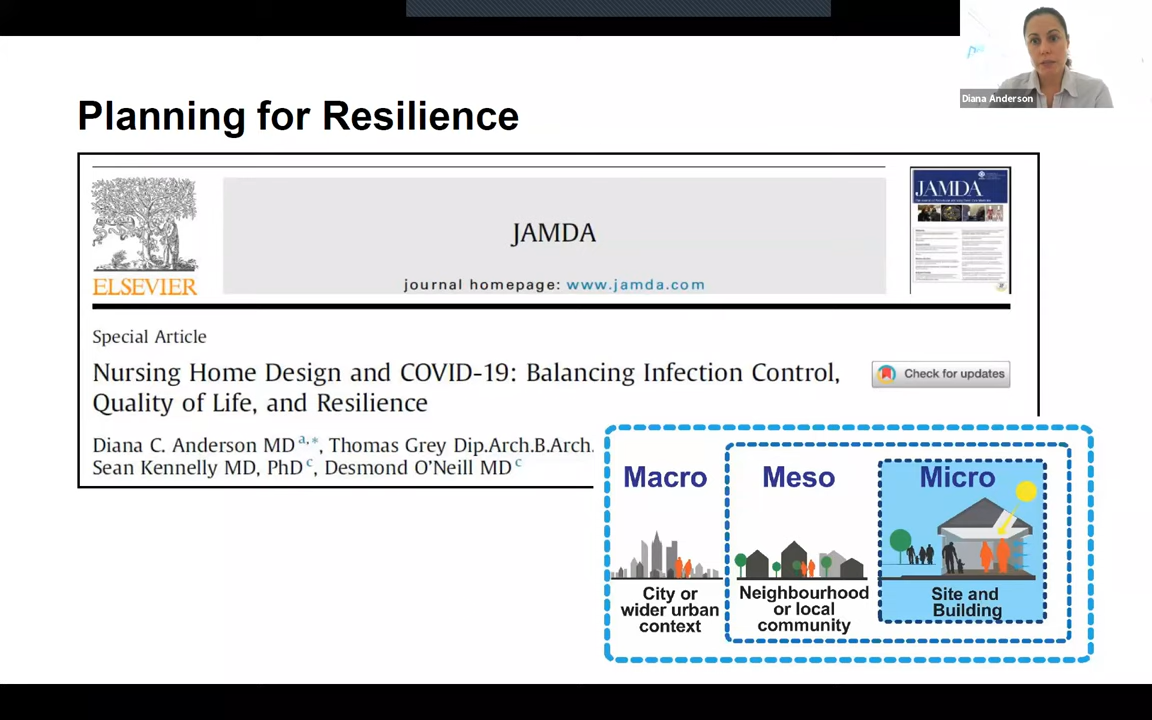 Diana Anderson
Planning for Resilience
ELSEVIER
JAMDA
journal homepage: www.jamda.com
JAMDA
Special Article
Nursing Home Design and COVID-19: Balancing Infection Control,
Quality of Life, and Resilience
Check for updates
Diana C. Anderson MD a,*, Thomas Grey Dip.Arch.B.Arch.
Sean Kennelly MD, PhD c, Desmond O'Neill MD c
Macro
City or
wider urban
context
Meso
Neighbourhood
or local
community
Micro
Site and
Building